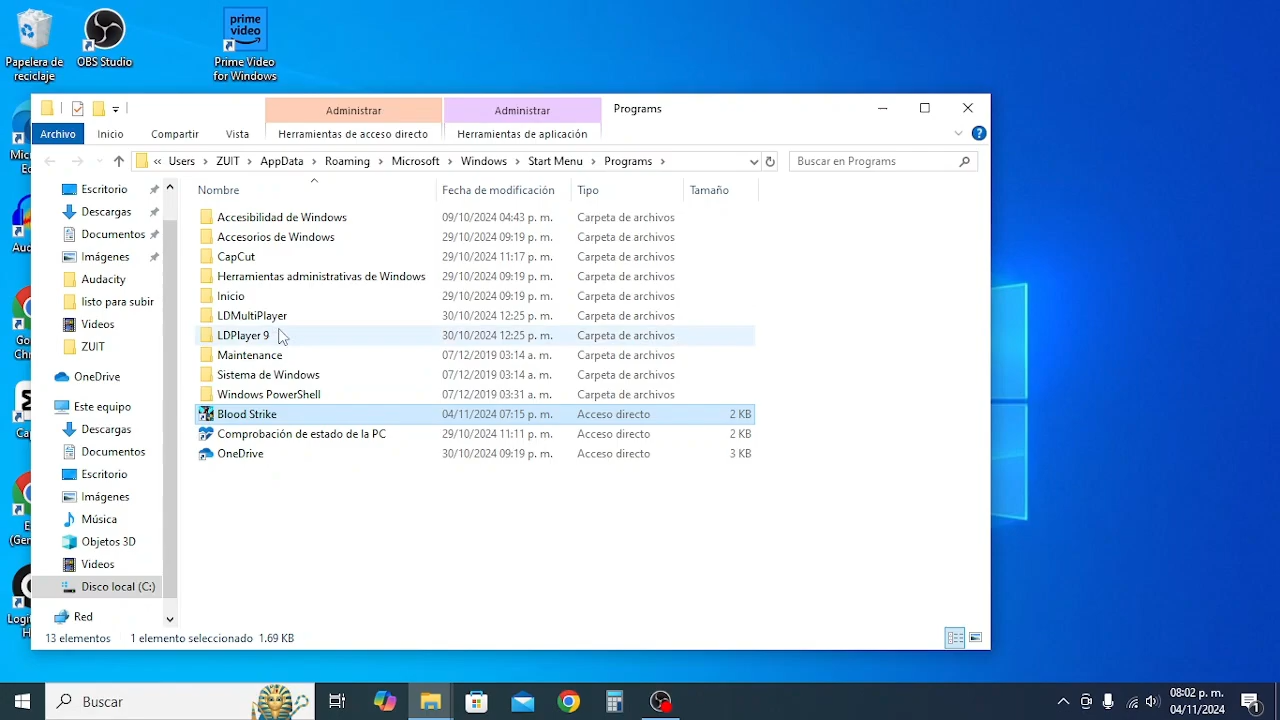 Papelera de
reciclaje
OBS Studio
prime
video
Prime Video
for Windows
Administrar
Administrar
Programs
Archivo
Inicio
Compartir
Vista
Herramientas de acceso directo
Herramientas de aplicación
« Users > ZUIT > AppData > Roaming > Microsoft > Windows > Start Menu > Programs >
Buscar en Programs
Escritorio
Descargas
Documentos
Imágenes
Audacity
listo para subir
Videos
ZUIT
OneDrive
Este equipo
Descargas
Documentos
Escritorio
Imágenes
Música
Objetos 3D
Videos
Disco local (C:)
Red
Nombre Fecha de modificación Tipo Tamaño
Accesibilidad de Windows 09/10/2024 04:43 p. m. Carpeta de archivos
Accesorios de Windows 29/10/2024 09:19 p. m. Carpeta de archivos
CapCut 29/10/2024 11:17 p. m. Carpeta de archivos
Herramientas administrativas de Windows 29/10/2024 09:19 p. m. Carpeta de archivos
Inicio 29/10/2024 09:19 p. m. Carpeta de archivos
LDMultiPlayer 30/10/2024 12:25 p. m. Carpeta de archivos
LDPlayer 9 30/10/2024 12:25 p. m. Carpeta de archivos
Maintenance 07/12/2019 03:14 a. m. Carpeta de archivos
Sistema de Windows 07/12/2019 03:14 a. m. Carpeta de archivos
Windows PowerShell 07/12/2019 03:31 a. m. Carpeta de archivos
Blood Strike 04/11/2024 07:15 p. m. Acceso directo 2 KB
Comprobación de estado de la PC 29/10/2024 11:11 p. m. Acceso directo 2 KB
OneDrive 30/10/2024 09:19 p. m. Acceso directo 3 KB
13 elementos
1 elemento seleccionado 1.69 KB
Buscar
08:02 p. m.
04/11/2024
1